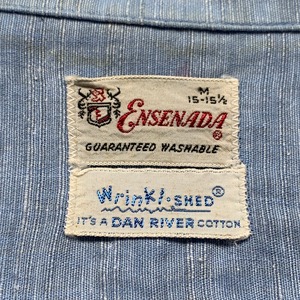 M
15-15½
ENSENADA®
GUARANTEED WASHABLE
Wrinkl-SHED®
IT'S A DAN RIVER COTTON